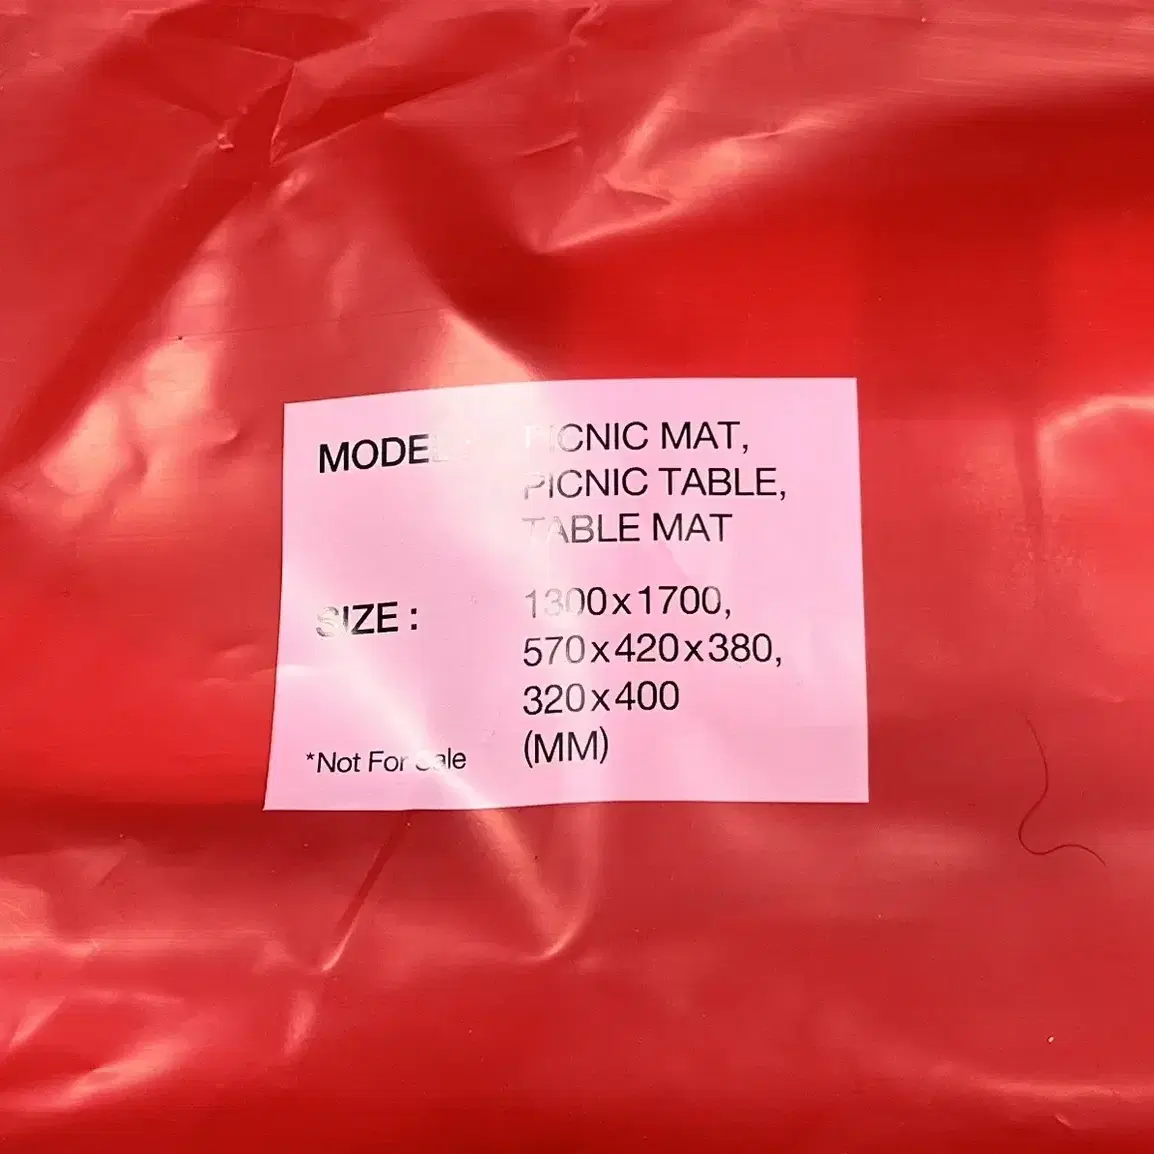 MODEL : PICNIC MAT,
PICNIC TABLE,
TABLE MAT
SIZE : 1300x1700,
570x420x380,
320x400
(MM)
*Not For Sale